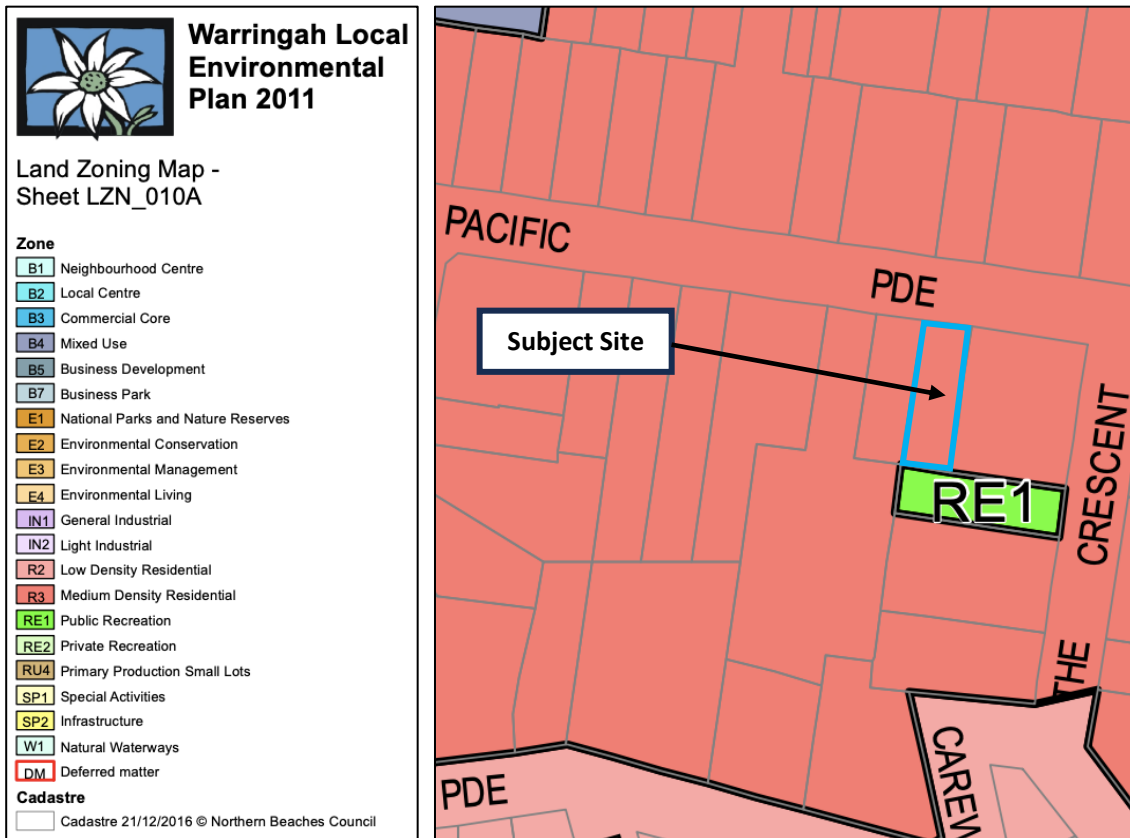 Warringah Local
Environmental
Plan 2011
Land Zoning Map -
Sheet LZN_010A
Zone
B1 Neighbourhood Centre
B2 Local Centre
B3 Commercial Core
B4 Mixed Use
B5 Business Development
B7 Business Park
E1 National Parks and Nature Reserves
E2 Environmental Conservation
E3 Environmental Management
E4 Environmental Living
IN1 General Industrial
IN2 Light Industrial
R2 Low Density Residential
R3 Medium Density Residential
RE1 Public Recreation
RE2 Private Recreation
RU4 Primary Production Small Lots
SP1 Special Activities
SP2 Infrastructure
W1 Natural Waterways
DM Deferred matter
Cadastre
Cadastre 21/12/2016 © Northern Beaches Council
PACIFIC
PDE
Subject Site
RE1
THE CRESCENT
PDE
CAREW